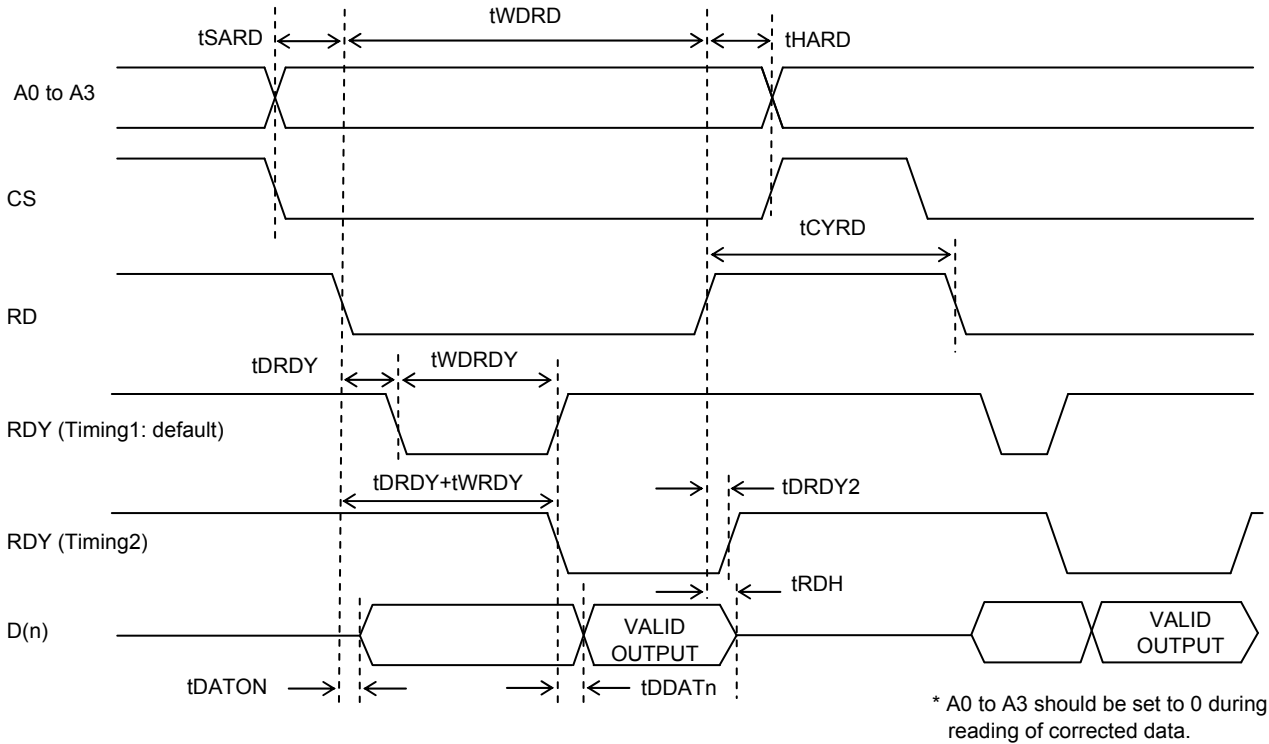 tWDRD
tSARD
tHARD
A0 to A3
CS
tCYRD
RD
tDRDY
tWDRDY
RDY (Timing1: default)
tDRDY+tWRDY
tDRDY2
RDY (Timing2)
tRDH
D(n)
VALID
OUTPUT
VALID
OUTPUT
tDATON
tDDATn
* A0 to A3 should be set to 0 during
reading of corrected data.